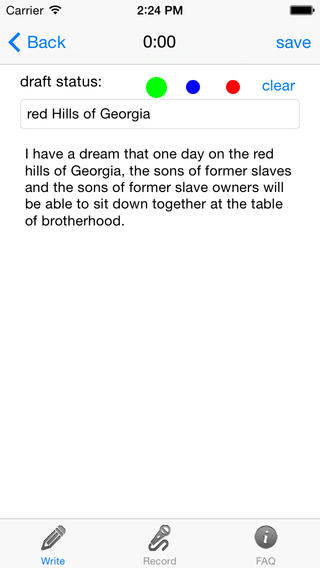 Carrier 2:24 PM
Back 0:00 save
draft status: clear
red Hills of Georgia
I have a dream that one day on the red
hills of Georgia, the sons of former slaves
and the sons of former slave owners will
be able to sit down together at the table
of brotherhood.
Write Record FAQ